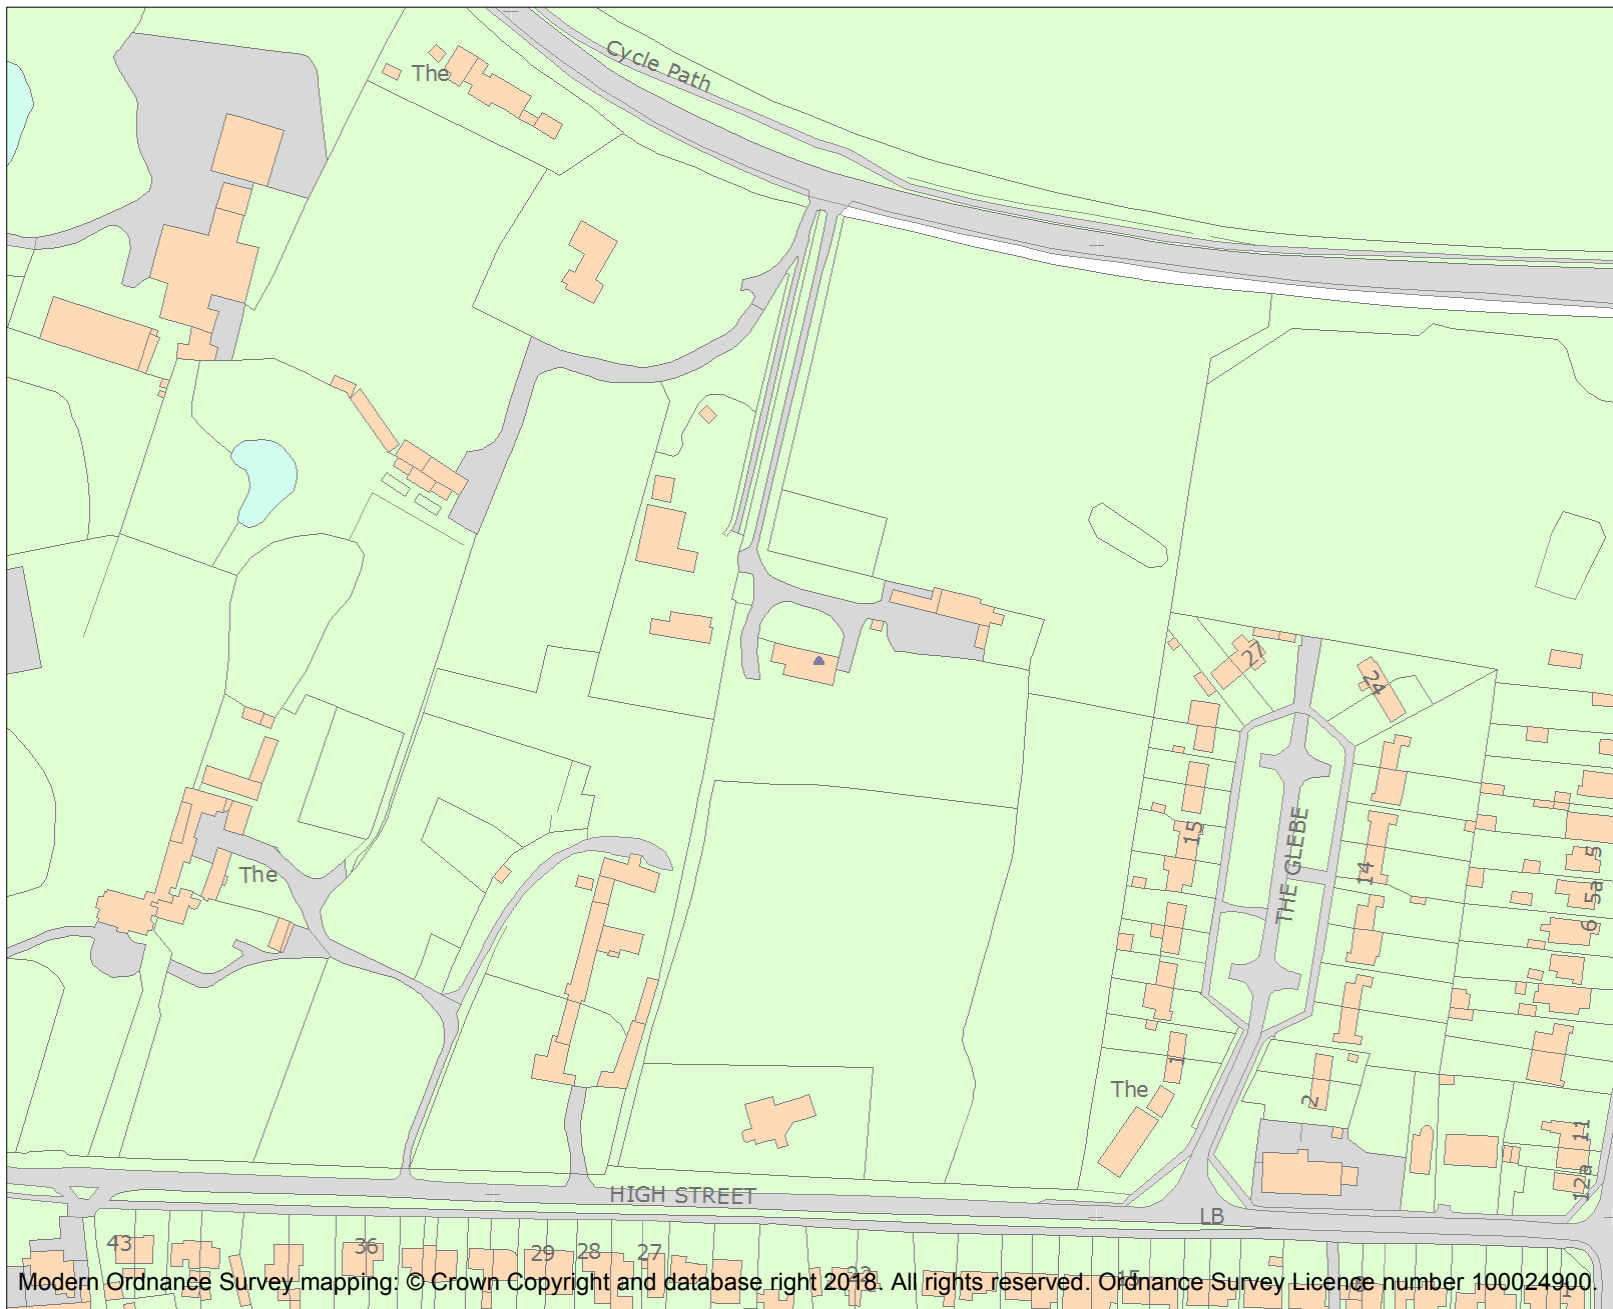 Cycle Path
The
27
24
15
THE GLEBE
14
5
5a
6
The
1
The
2
11
12a
HIGH STREET
LB
43
36
29
28
27
22
15
Modern Ordnance Survey mapping: © Crown Copyright and database right 2018. All rights reserved. Ordnance Survey Licence number 100024900.